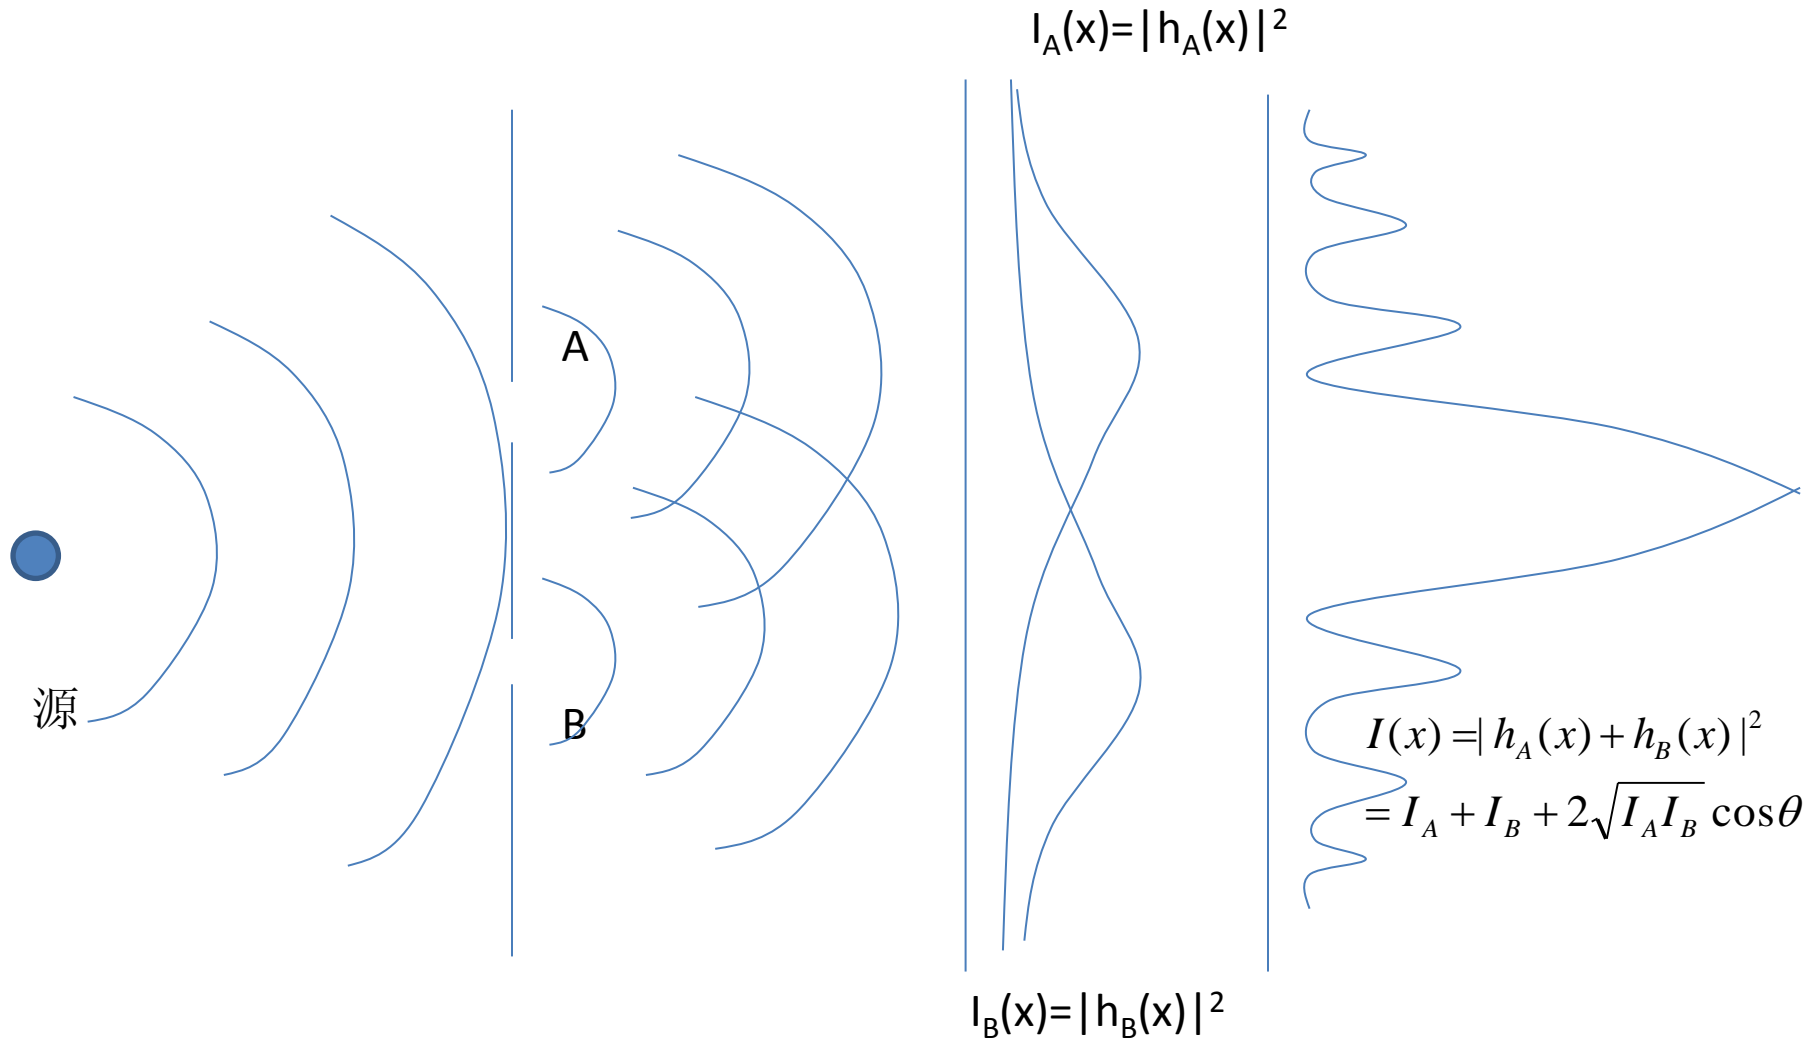 I_A(x)=|h_A(x)|²
A
源
B
I(x)=|h_A(x)+h_B(x)|²
=I_A+I_B+2√(I_A I_B) cosθ
I_B(x)=|h_B(x)|²